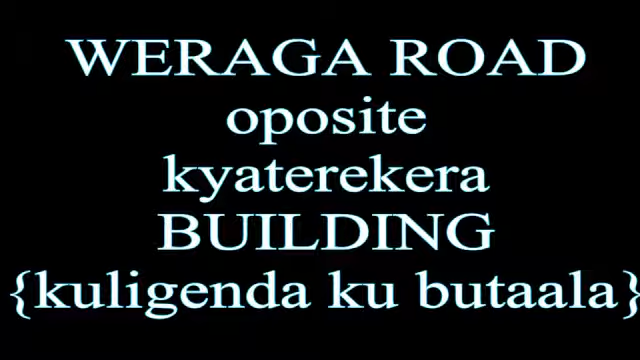 WERAGA ROAD
oposite
kyaterekera
BUILDING
{kuligenda ku butaala}